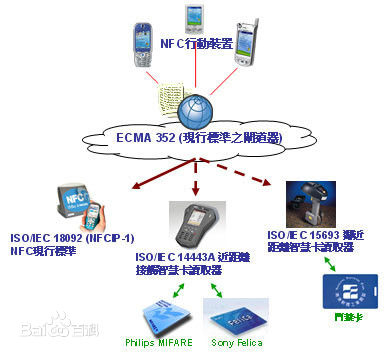 NFC行動裝置
ECMA 352 (現行標準之閘道器)
ISO/IEC 18092 (NFCIP-1)
NFC現行標準
ISO/IEC 14443A 近距離
接觸智慧卡讀取器
ISO/IEC 15693 鄰近
距離智慧卡讀取器
NFC
Philips MIFARE
Sony Felica
門禁卡
Baidu百科